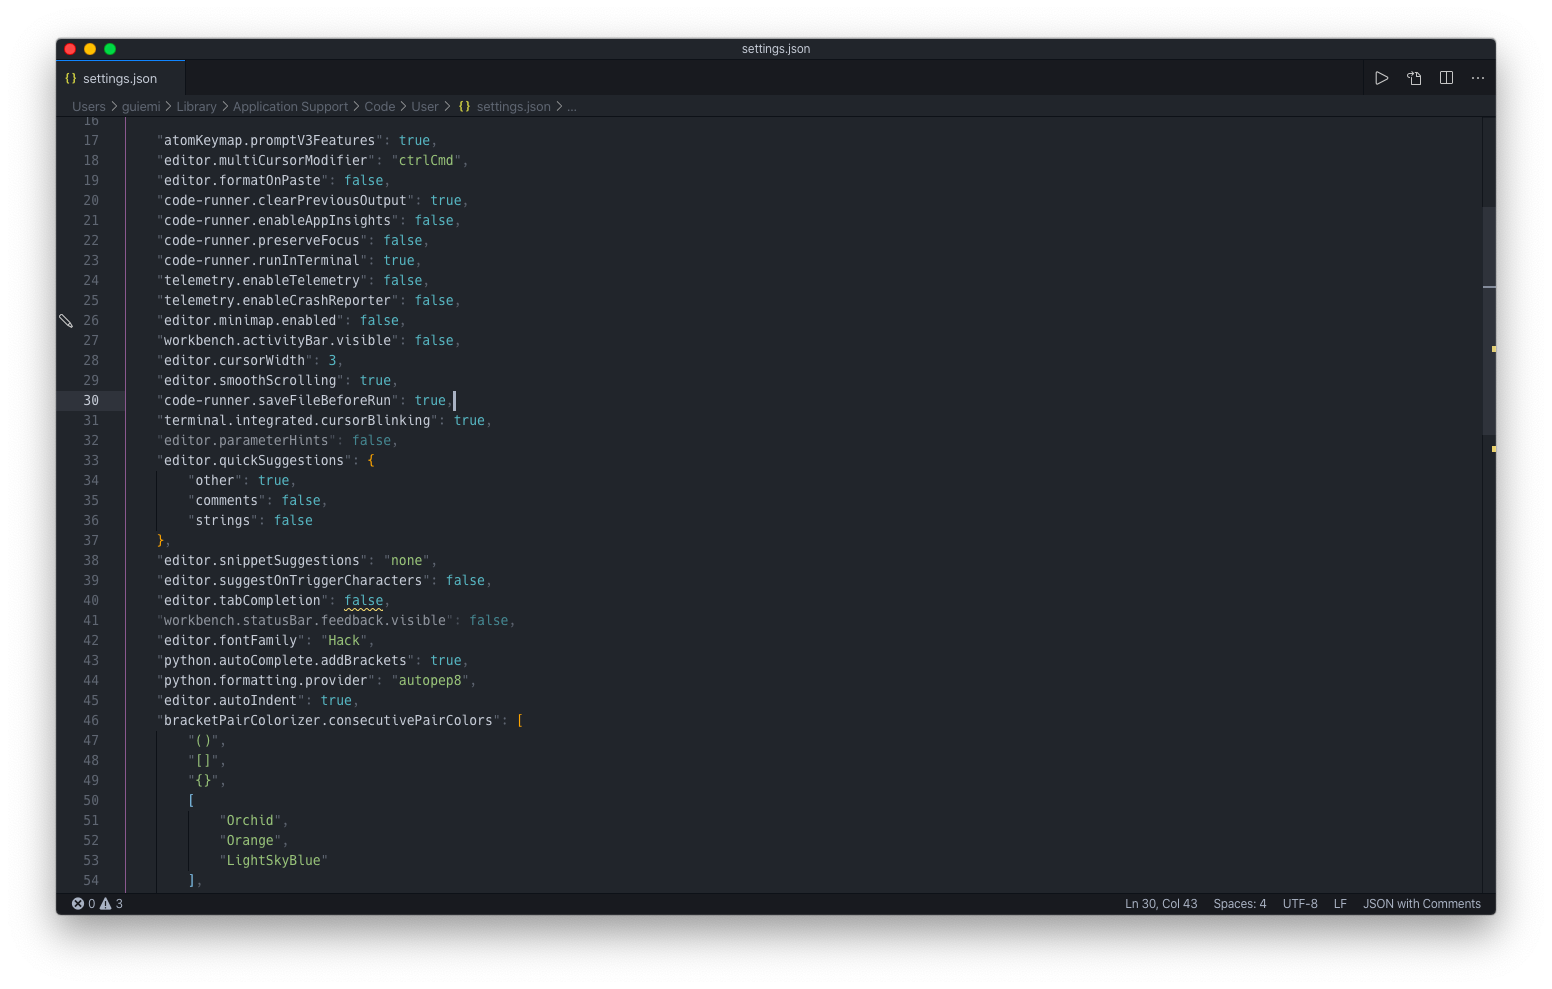 settings.json
{} settings.json
Users > guiemi > Library > Application Support > Code > User > {} settings.json > ...
16
17 "atomKeymap.promptV3Features": true,
18 "editor.multiCursorModifier": "ctrlCmd",
19 "editor.formatOnPaste": false,
20 "code-runner.clearPreviousOutput": true,
21 "code-runner.enableAppInsights": false,
22 "code-runner.preserveFocus": false,
23 "code-runner.runInTerminal": true,
24 "telemetry.enableTelemetry": false,
25 "telemetry.enableCrashReporter": false,
26 "editor.minimap.enabled": false,
27 "workbench.activityBar.visible": false,
28 "editor.cursorWidth": 3,
29 "editor.smoothScrolling": true,
30 "code-runner.saveFileBeforeRun": true,
31 "terminal.integrated.cursorBlinking": true,
32 "editor.parameterHints": false,
33 "editor.quickSuggestions": {
34 "other": true,
35 "comments": false,
36 "strings": false
37 },
38 "editor.snippetSuggestions": "none",
39 "editor.suggestOnTriggerCharacters": false,
40 "editor.tabCompletion": false,
41 "workbench.statusBar.feedback.visible": false,
42 "editor.fontFamily": "Hack",
43 "python.autoComplete.addBrackets": true,
44 "python.formatting.provider": "autopep8",
45 "editor.autoIndent": true,
46 "bracketPairColorizer.consecutivePairColors": [
47 "()",
48 "[]",
49 "{}",
50 [
51 "Orchid",
52 "Orange",
53 "LightSkyBlue"
54 ],
0 3 Ln 30, Col 43 Spaces: 4 UTF-8 LF JSON with Comments